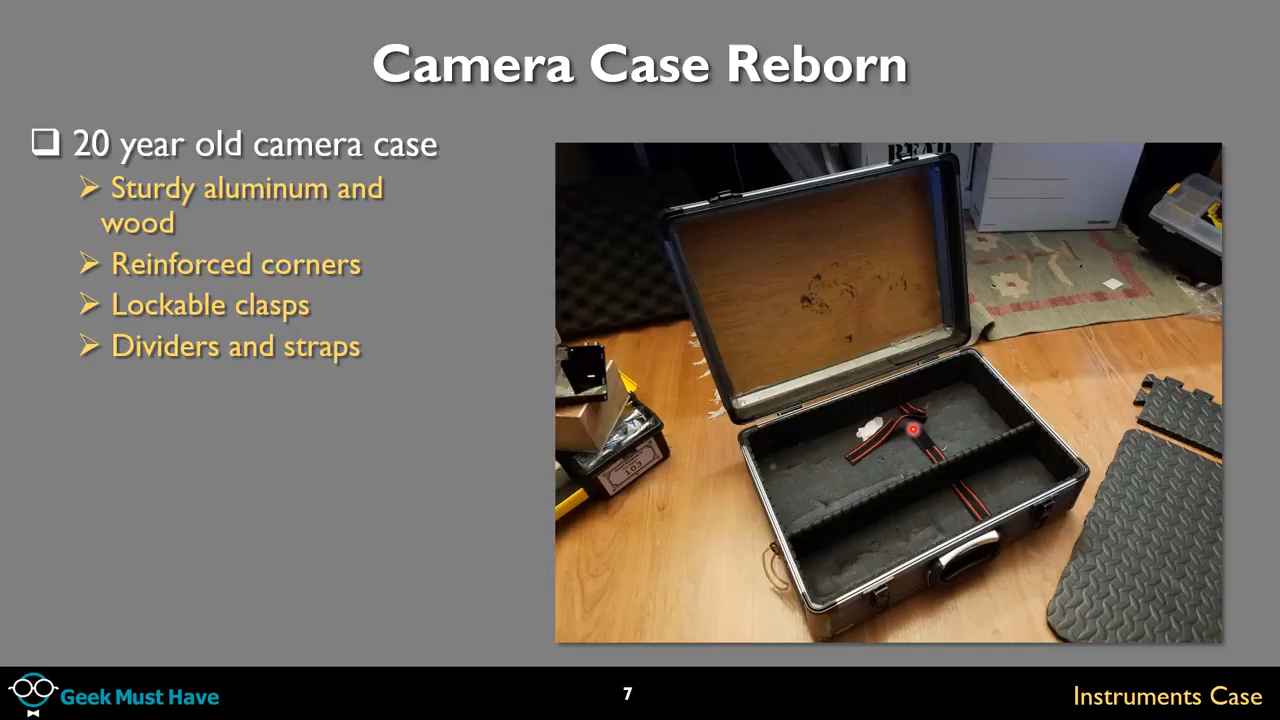 Camera Case Reborn
20 year old camera case
Sturdy aluminum and
wood
Reinforced corners
Lockable clasps
Dividers and straps
READ
103
Geek Must Have
7
Instruments Case